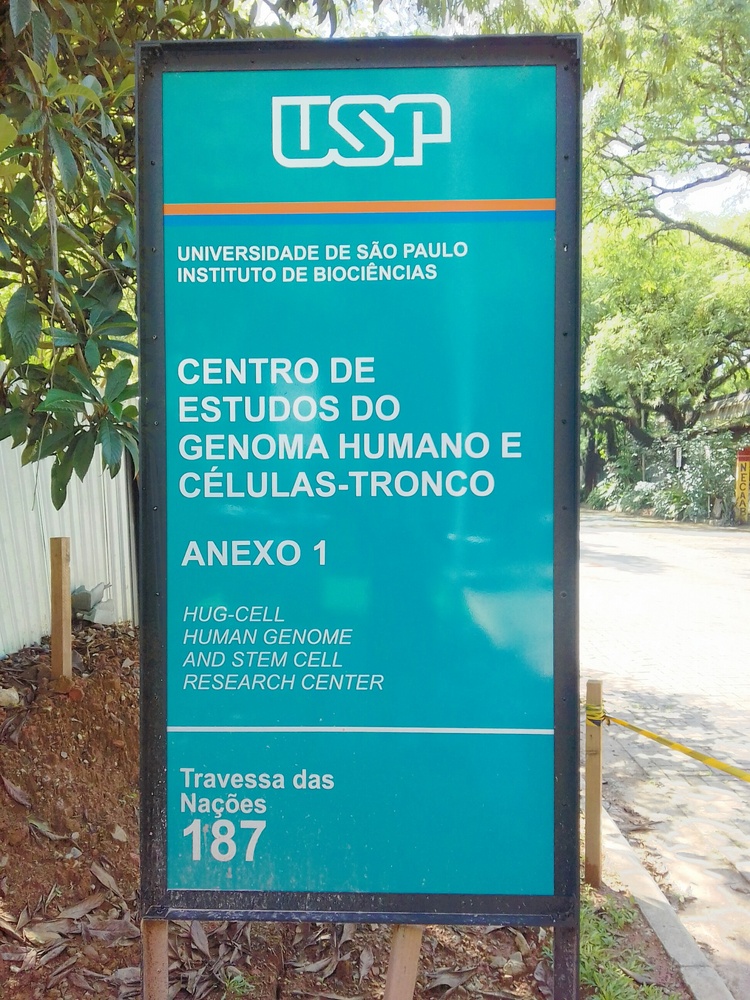 USP
UNIVERSIDADE DE SÃO PAULO
INSTITUTO DE BIOCIÊNCIAS
CENTRO DE
ESTUDOS DO
GENOMA HUMANO E
CÉLULAS-TRONCO
ANEXO 1
HUG-CELL
HUMAN GENOME
AND STEM CELL
RESEARCH CENTER
Travessa das
Nações
187